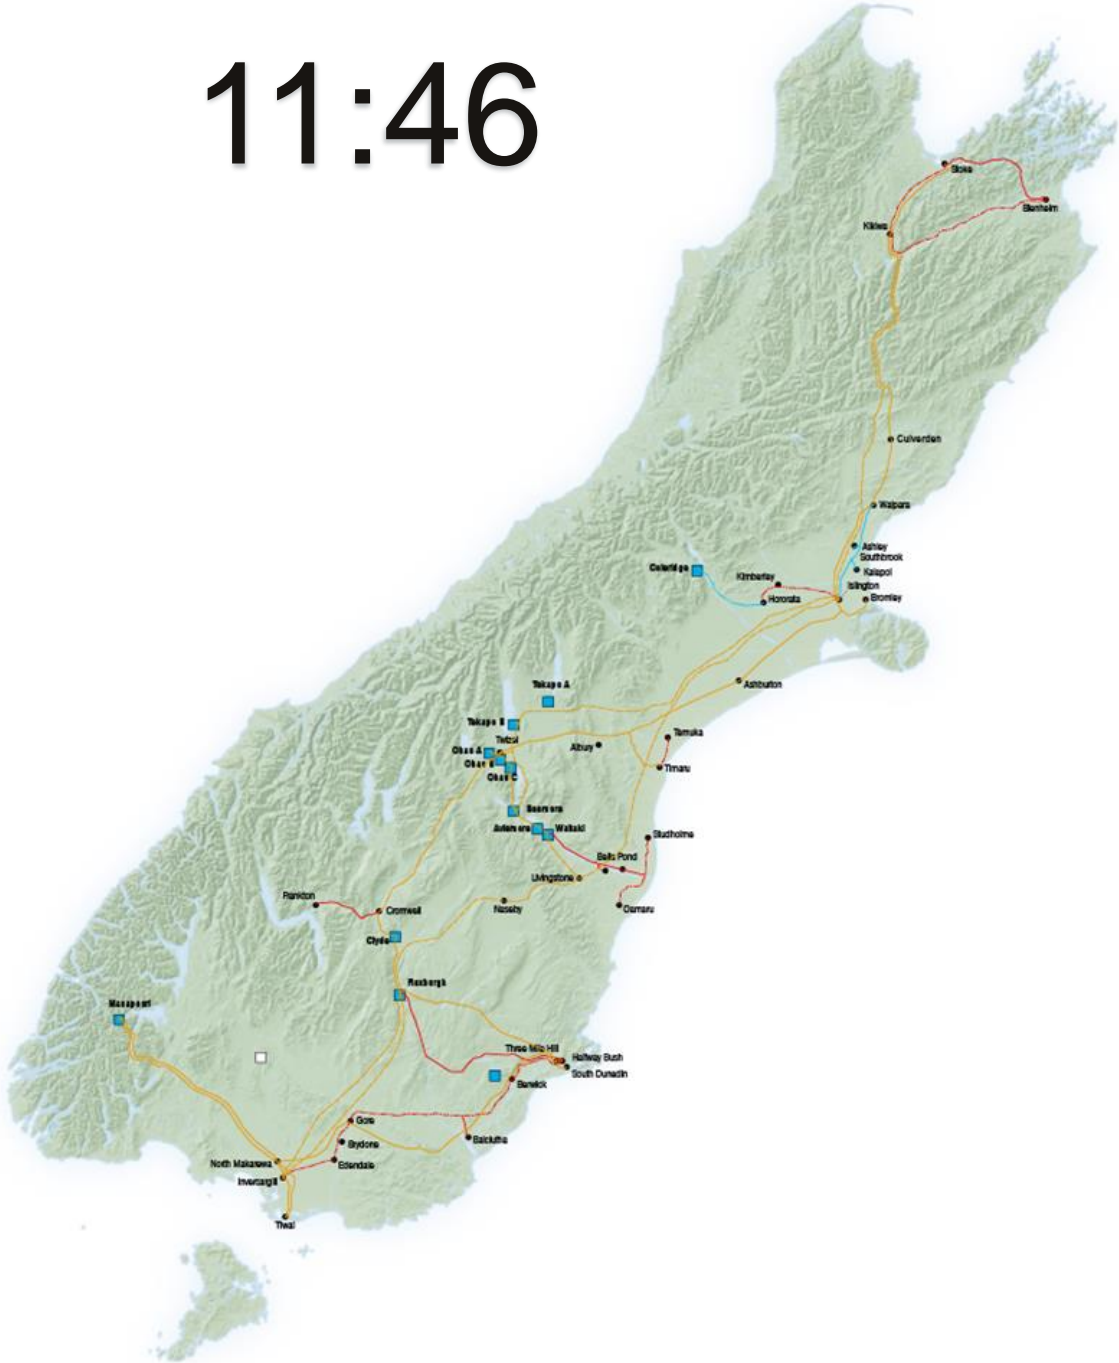 11:46
Stoke
Blenheim
Kikiwa
Culverden
Waipara
Ashley
Southbrook
Kaiapoi
Coleridge
Kimberley
Islington
Hororata
Bromley
Tekapo A
Ashburton
Tekapo B
Temuka
Twizel
Albury
Ohau A
Ohau B
Timaru
Ohau C
Benmore
Aviemore
Waitaki
Studholme
Bells Pond
Livingstone
Frankton
Naseby
Oamaru
Cromwell
Clyde
Roxburgh
Manapouri
Three Mile Hill
Halfway Bush
South Dunedin
Berwick
Gore
Balclutha
Brydone
North Makarewa
Edendale
Invercargill
Tiwai